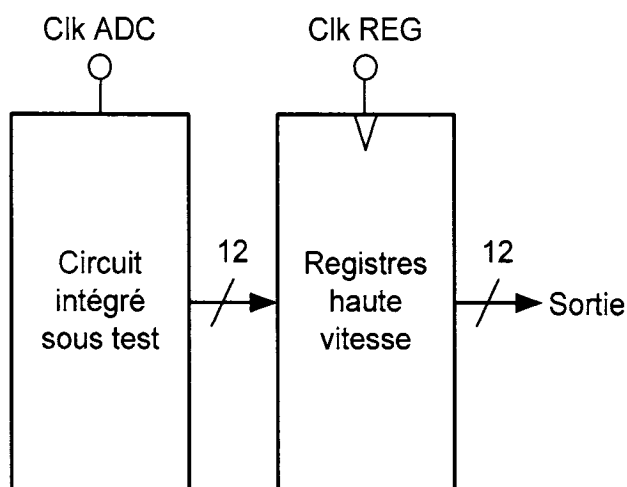 Clk ADC
Clk REG
Circuit
intégré
sous test
12
Registres
haute
vitesse
12
Sortie